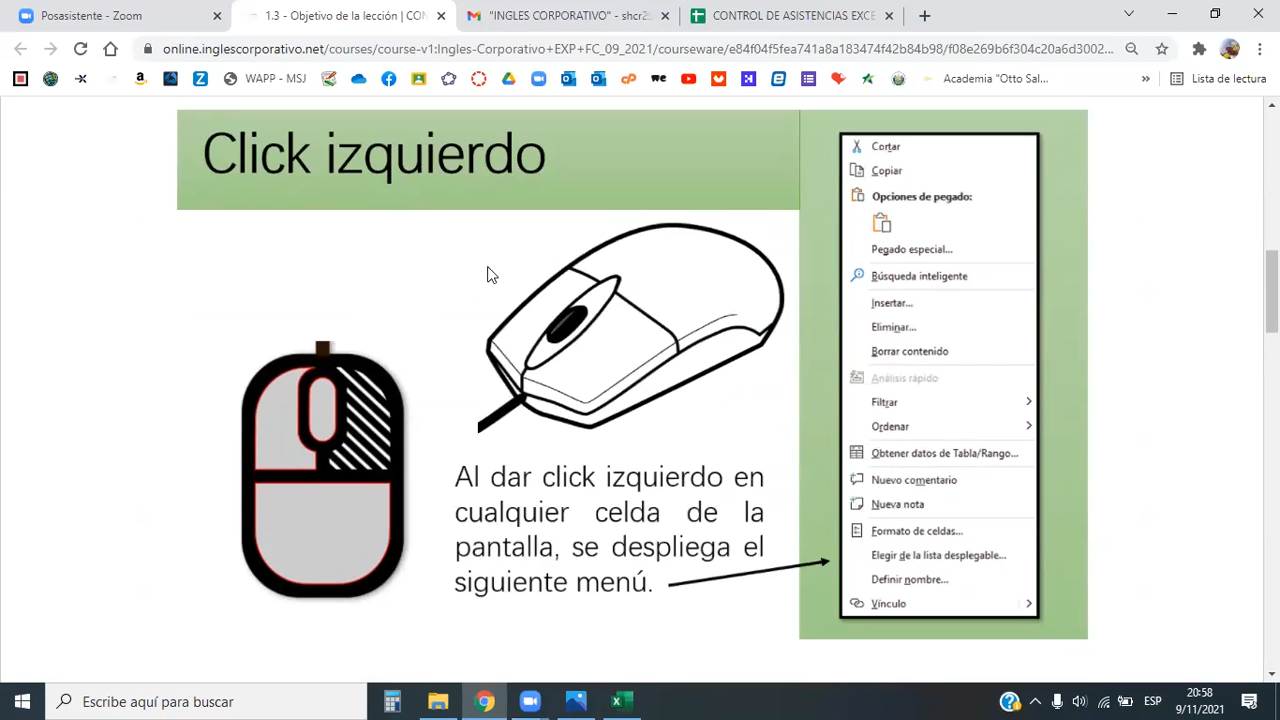 Posasistente - Zoom
1.3 - Objetivo de la lección | CON
"INGLES CORPORATIVO" - shcr2
CONTROL DE ASISTENCIAS EXCE
online.inglescorporativo.net/courses/course-v1:Ingles-Corporativo+EXP+FC_09_2021/courseware/e84f04f5fea741a8a183474f42b84b98/f08e269b6f304c20a6d3002...
WAPP - MSJ
we
Academia "Otto Sal...
»
Lista de lectura
Click izquierdo
Al dar click izquierdo en
cualquier celda de la
pantalla, se despliega el
siguiente menú.
Cortar
Copiar
Opciones de pegado:
Pegado especial...
Búsqueda inteligente
Insertar...
Eliminar...
Borrar contenido
Análisis rápido
Filtrar
Ordenar
Obtener datos de Tabla/Rango...
Nuevo comentario
Nueva nota
Formato de celdas...
Elegir de la lista desplegable...
Definir nombre...
Vínculo
Escribe aquí para buscar
ESP
20:58
9/11/2021